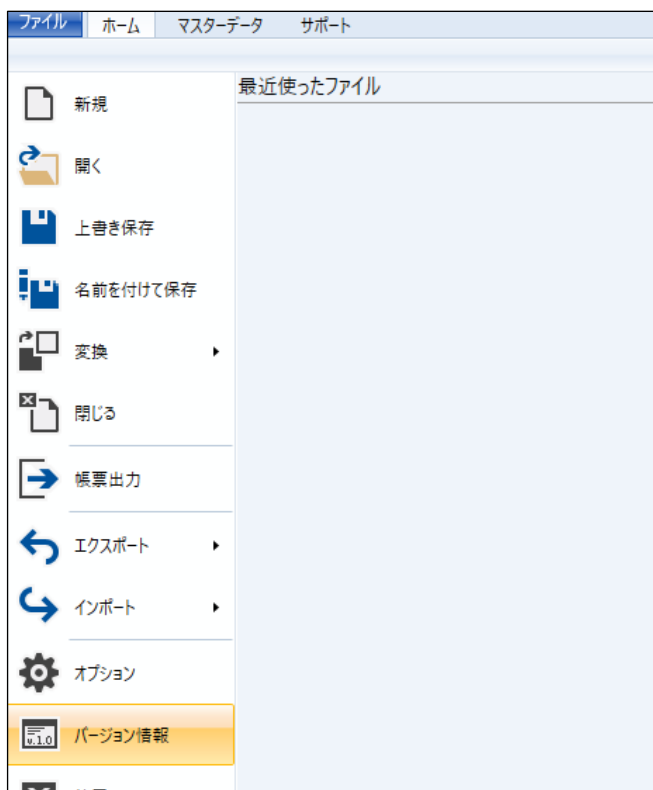 ファイル ホーム マスターデータ サポート
最近使ったファイル
新規
開く
上書き保存
名前を付けて保存
変換
閉じる
帳票出力
エクスポート
インポート
オプション
v.1.0 バージョン情報